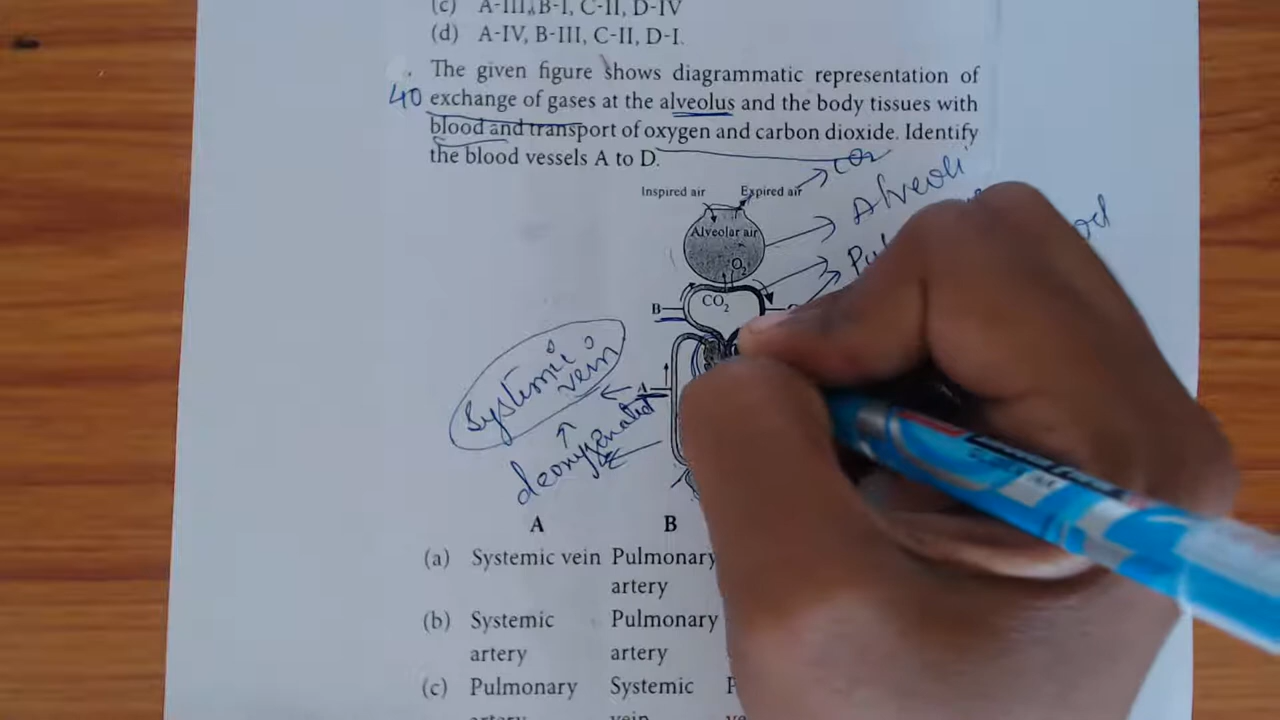 (c) A-III, B-I, C-II, D-IV
(d) A-IV, B-III, C-II, D-I.
The given figure shows diagrammatic representation of
40 exchange of gases at the alveolus and the body tissues with
blood and transport of oxygen and carbon dioxide. Identify
the blood vessels A to D.
CO2
Inspired air Expired air
Alveoli
Alveolar air
O2
CO2
B
Systemic
vein
A
deoxygenated
A B
(a) Systemic vein Pulmonary
artery
(b) Systemic Pulmonary
artery artery
(c) Pulmonary Systemic
artery vein